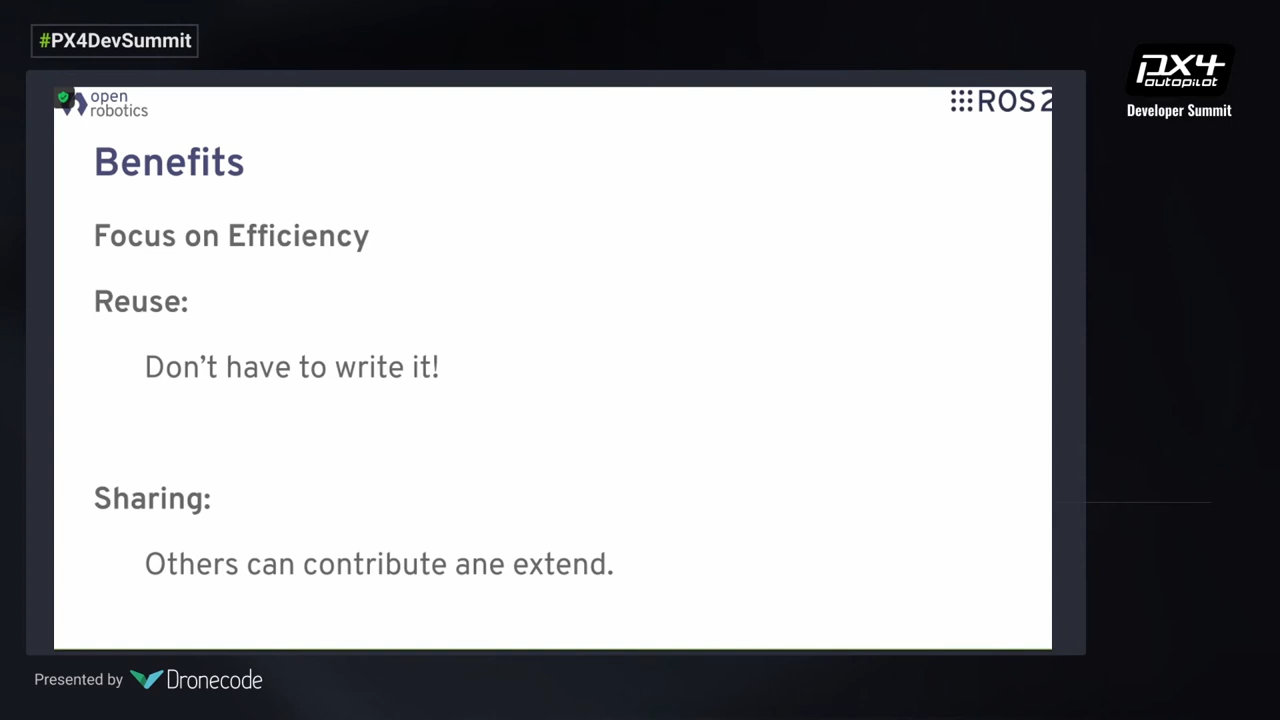 #PX4DevSummit
px4
autopilot
Developer Summit
open
robotics
ROS 2
Benefits
Focus on Efficiency
Reuse:
Don’t have to write it!
Sharing:
Others can contribute ane extend.
Presented by Dronecode